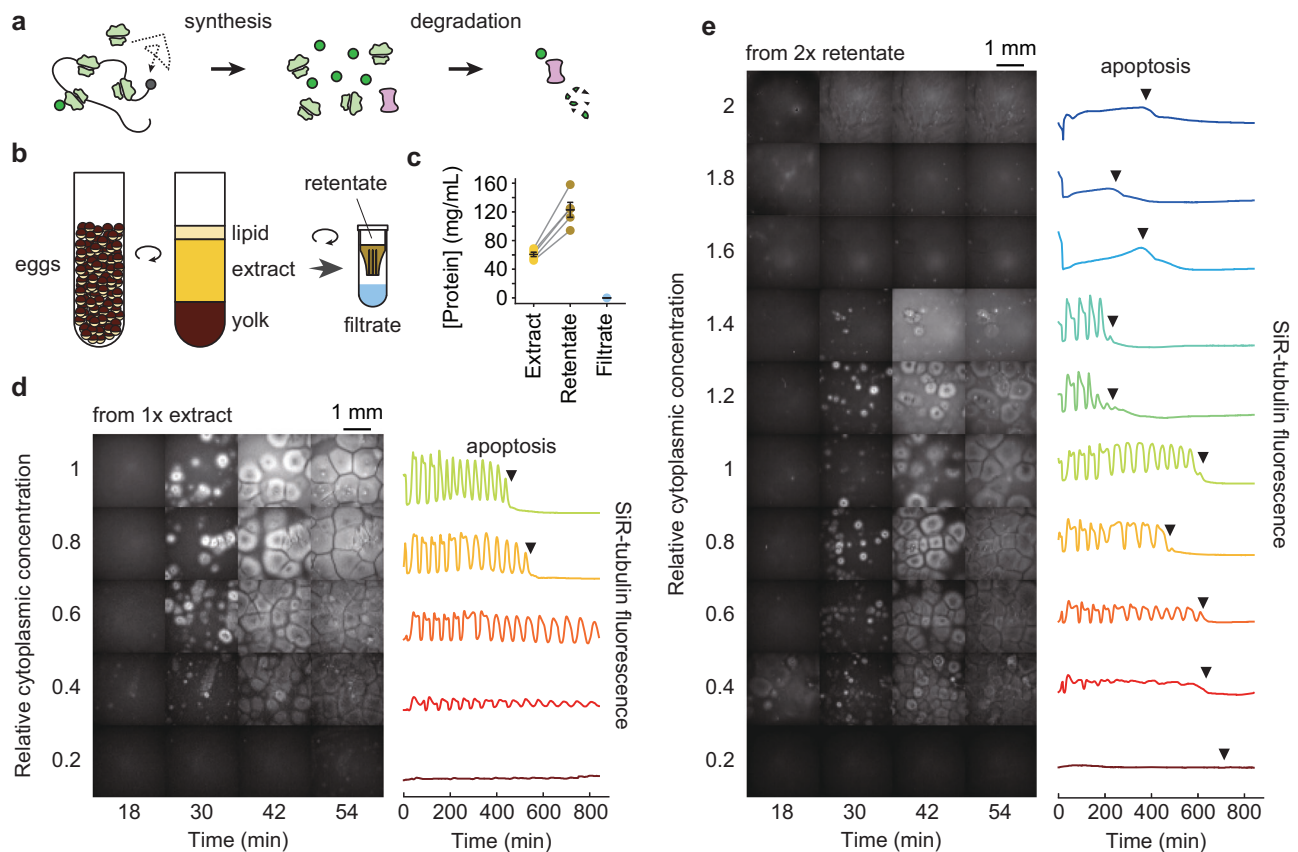 a
synthesis
degradation
b
eggs
lipid
extract
yolk
retentate
filtrate
c
[Protein] (mg/mL)
160
120
80
40
0
Extract
Retentate
Filtrate
d
from 1x extract
1 mm
apoptosis
Relative cytoplasmic concentration
1
0.8
0.6
0.4
0.2
18 30 42 54
Time (min)
0 200 400 600 800
Time (min)
SiR-tubulin fluorescence
e
from 2x retentate
1 mm
apoptosis
Relative cytoplasmic concentration
2
1.8
1.6
1.4
1.2
1
0.8
0.6
0.4
0.2
18 30 42 54
Time (min)
0 200 400 600 800
Time (min)
SiR-tubulin fluorescence